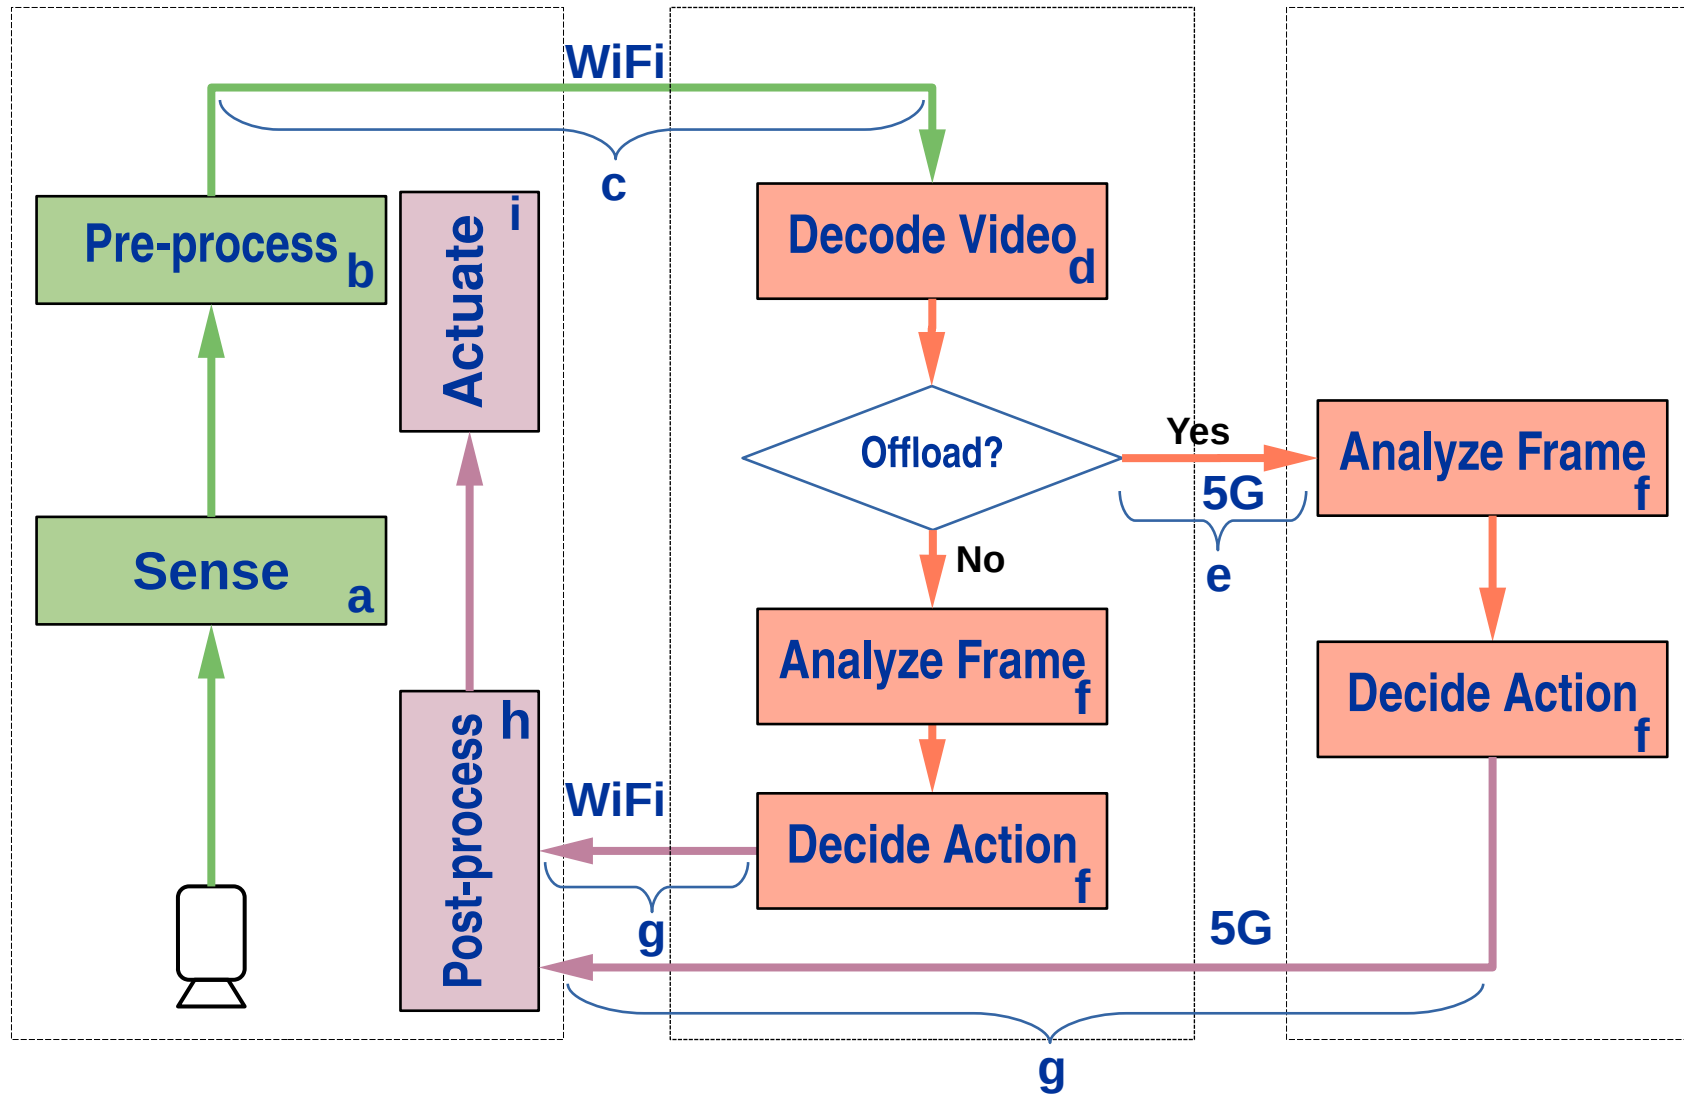 WiFi
c
Pre-process
b
Actuate
i
Decode Video
d
Offload?
Yes
5G
e
Analyze Frame
f
No
Sense
a
Analyze Frame
f
Decide Action
f
Post-process
h
WiFi
g
Decide Action
f
5G
g